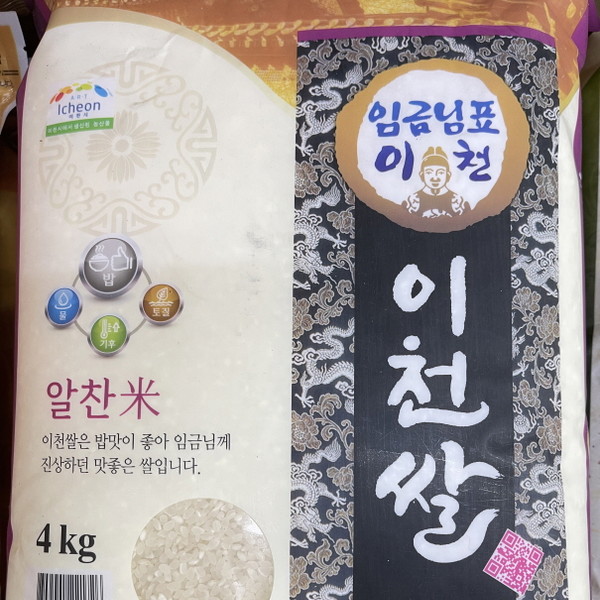 Icheon
임금님표
이천
밥
물
토질
기후
이천쌀
알찬米
이천쌀은 밥맛이 좋아 임금님께
진상하던 맛좋은 쌀입니다.
4 kg